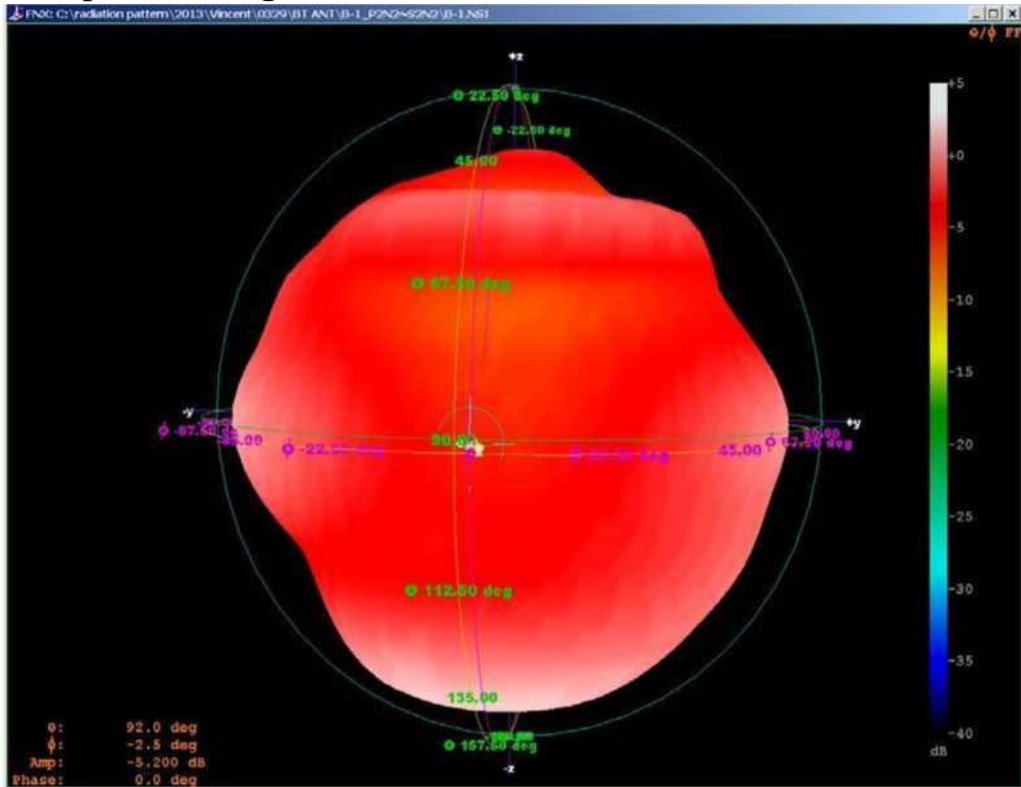 FNX: C:\radiation pattern\2013\Vincent\0329\BT ANT\B-1_P2N2~S2N2\B-1.NSI
Θ/ϕ FF
+z
Θ 22.50 deg
Θ -22.50 deg
45.00
Θ 67.50 deg
-y
+y
90.00
ϕ -67.50
ϕ -22.50 deg
45.00
ϕ 67.50 deg
Θ 112.50 deg
135.00
Θ 157.50 deg
-z
+5
+0
-5
-10
-15
-20
-25
-30
-35
-40
dB
Θ: 92.0 deg
ϕ: -2.5 deg
Amp: -5.200 dB
Phase: 0.0 deg